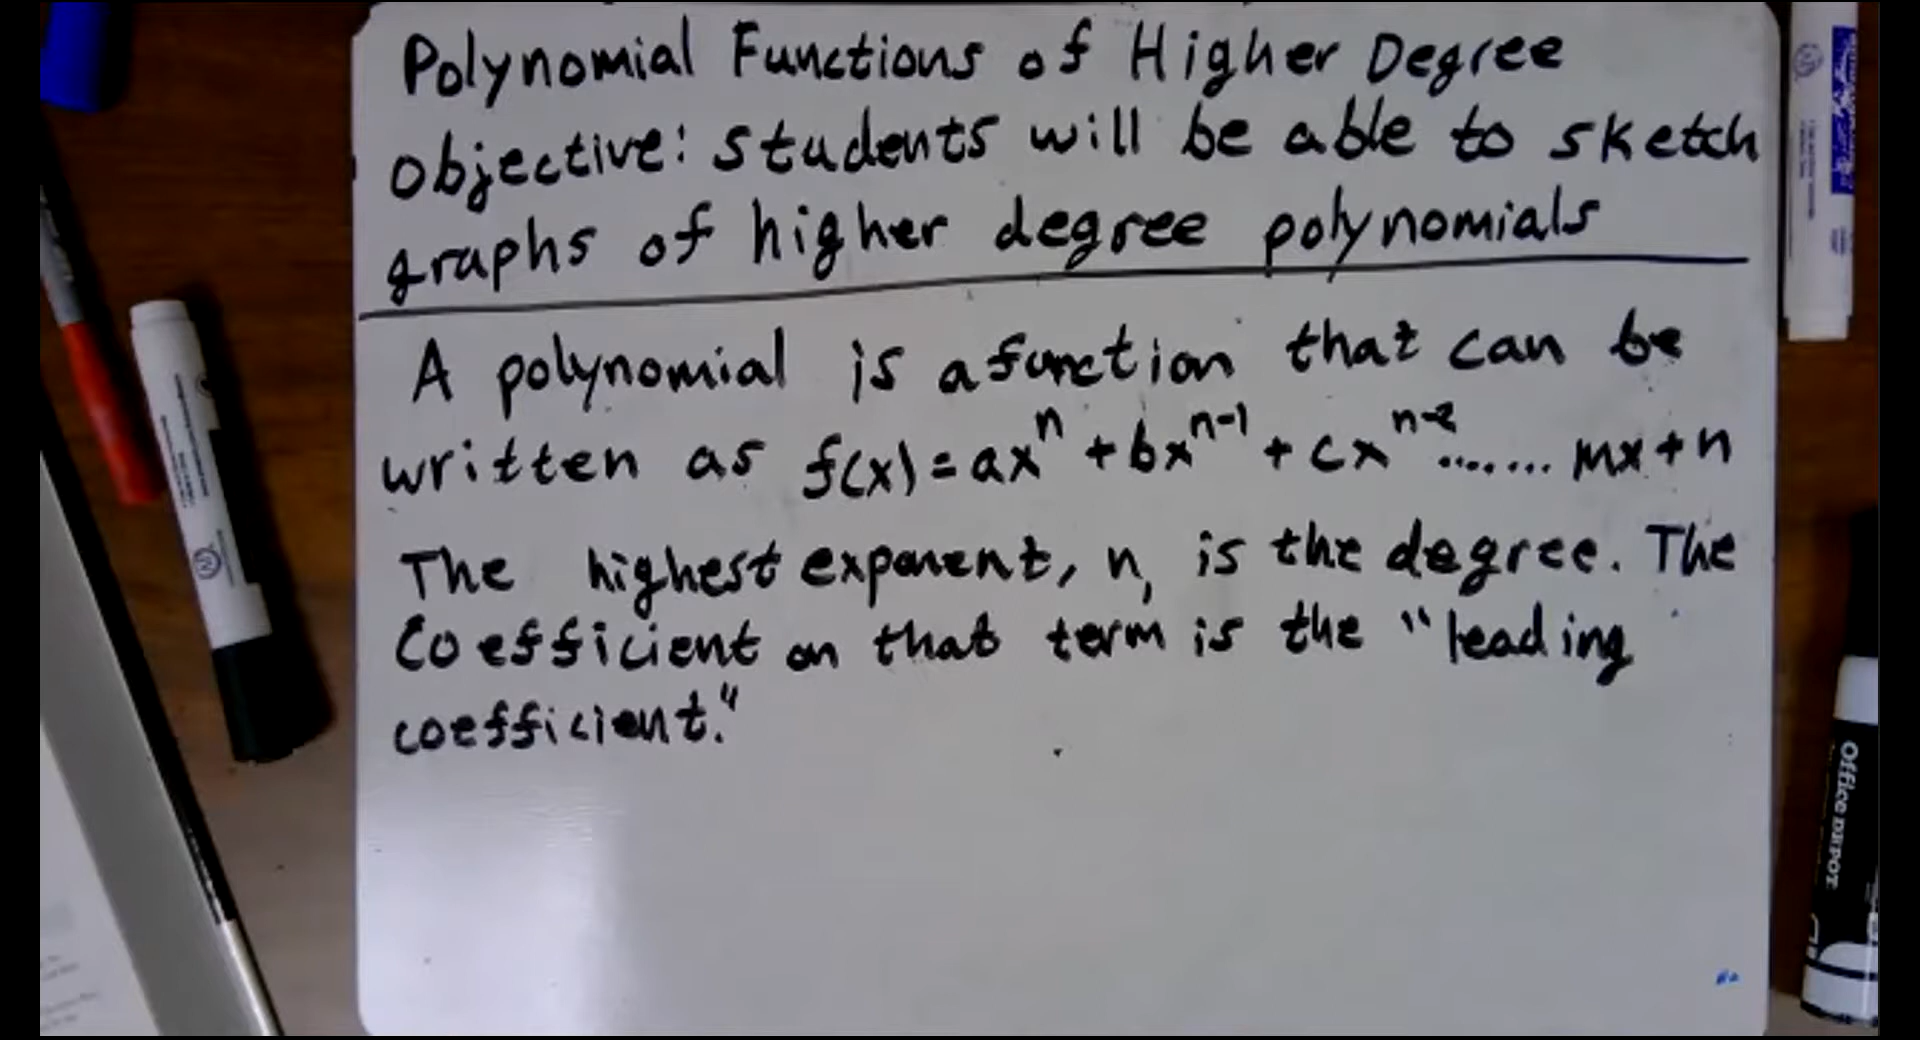 Polynomial Functions of Higher Degree
objective: students will be able to sketch
graphs of higher degree polynomials
A polynomial is a function that can be
written as f(x) = ax^n + bx^n-1 + cx^n-2 ....... mx + n
The highest exponent, n, is the degree. The
Coefficient on that term is the "leading
coefficient."
Office DEPOT